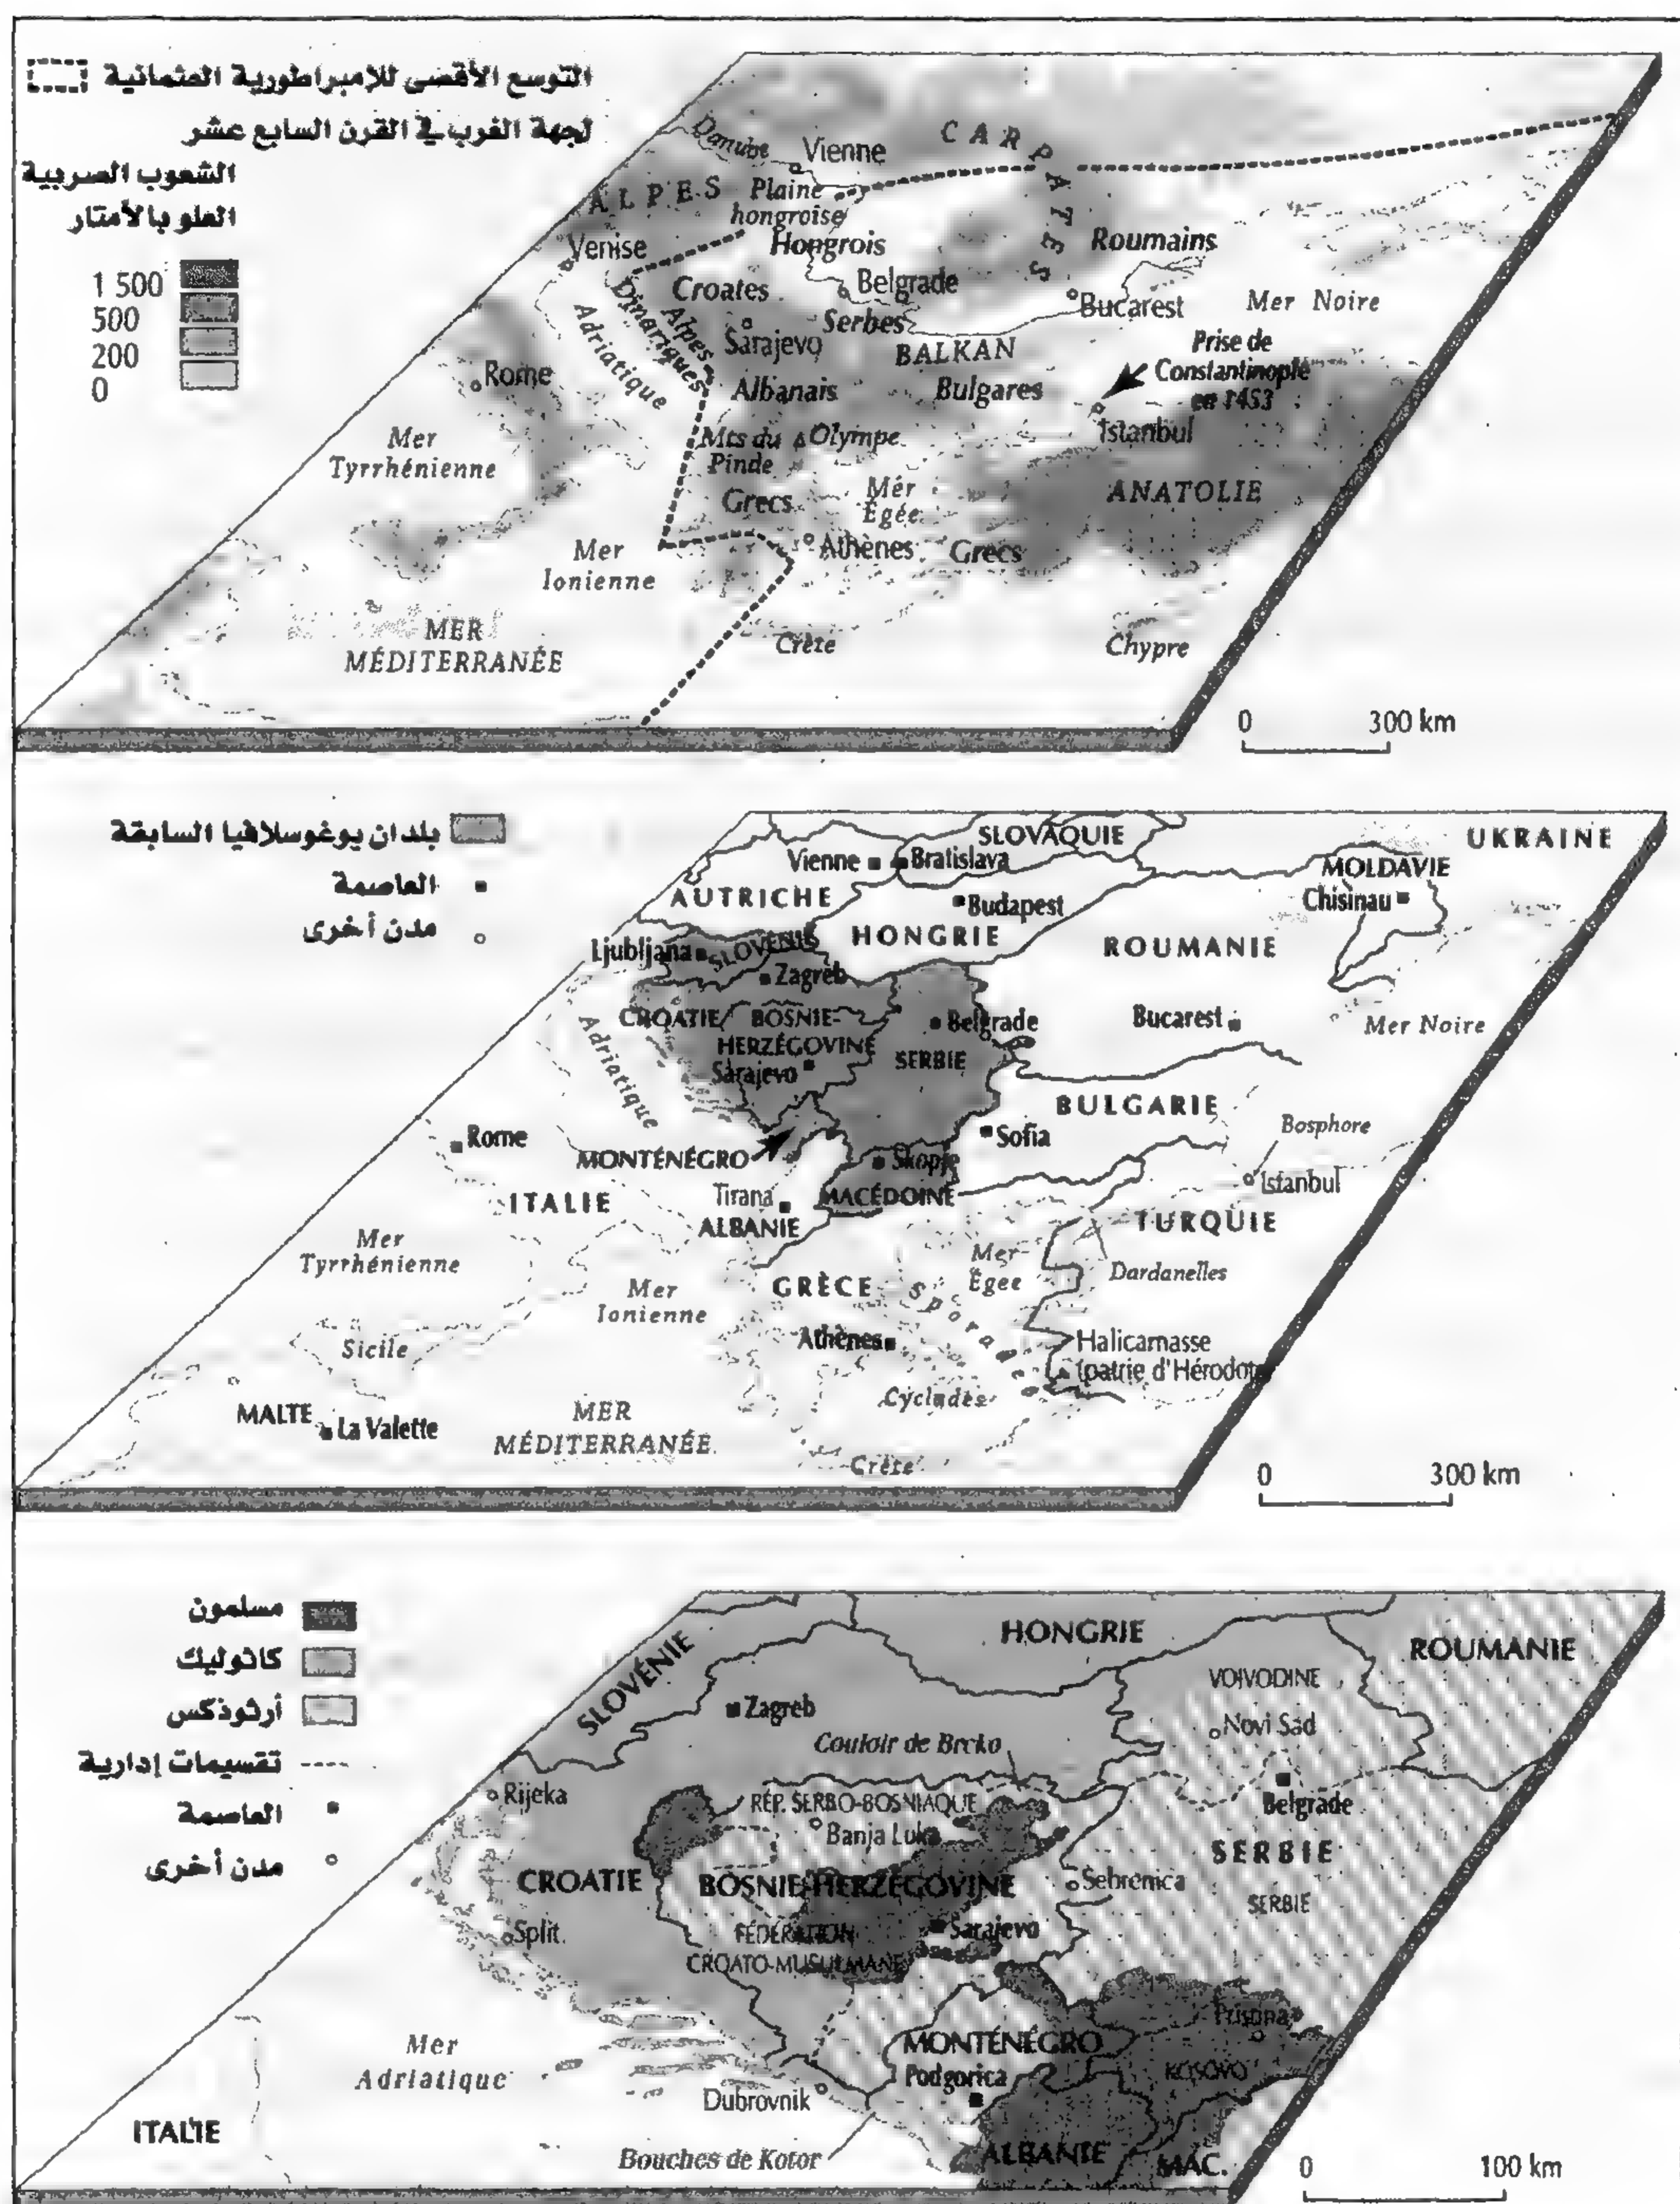 التوسع الأقصى للإمبراطورية العثمانية
لجهة الغرب في القرن السابع عشر
الشعوب الصربية
العلو بالأمتار
1 500
500
200
0
CARPATES
Danube
Vienne
ALPES
Plaine
hongroise
Hongrois
Roumains
Venise
Croates
Belgrade
Bucarest
Mer Noire
Alpes
Dinariques
Adriatique
Serbes
Sarajevo
BALKAN
Prise de
Constantinople
en 1453
Rome
Albanais
Bulgares
Istanbul
Mer
Tyrrhénienne
Mts du
Pinde
Olympe
Grecs
Mer
Égée
ANATOLIE
Mer
Ionienne
Athènes
Grecs
MER
MÉDITERRANÉE
Crète
Chypre
0 300 km
بلدان يوغوسلافيا السابقة
العاصمة
مدن أخرى
SLOVAQUIE
UKRAINE
Vienne
Bratislava
MOLDAVIE
AUTRICHE
Budapest
Chisinau
Ljubljana
SLOVÉNIE
HONGRIE
ROUMANIE
Zagreb
CROATIE
BOSNIE-
HERZÉGOVINE
Belgrade
Bucarest
Mer Noire
Adriatique
Sarajevo
SERBIE
BULGARIE
Bosphore
Rome
Sofia
MONTÉNÉGRO
Skopje
Istanbul
ITALIE
Tirana
MACÉDOINE
ALBANIE
TURQUIE
Mer
Tyrrhénienne
Mer
Ionienne
GRÈCE
Mer
Égee
Dardanelles
Sporades
Sicile
Athènes
Halicarnasse
(patrie d'Hérodote
Cyclades
MALTE
La Valette
MER
MÉDITERRANÉE
Crète
0 300 km
مسلمون
كاثوليك
أرثوذكس
تقسيمات إدارية
العاصمة
مدن أخرى
HONGRIE
SLOVÉNIE
ROUMANIE
VOIVODINE
Zagreb
Novi Sad
Couloir de Brcko
Rijeka
RÉP. SERBO-BOSNIAQUE
Belgrade
Banja Luka
SERBIE
CROATIE
BOSNIE-HERZÉGOVINE
Sebrenica
SERBIE
Split
FÉDÉRATION
CROATO-MUSULMANE
Sarajevo
Pristina
MONTÉNÉGRO
Mer
Adriatique
Podgorica
KOSOVO
Dubrovnik
ITALIE
Bouches de Kotor
ALBANIE
MAC.
0 100 km